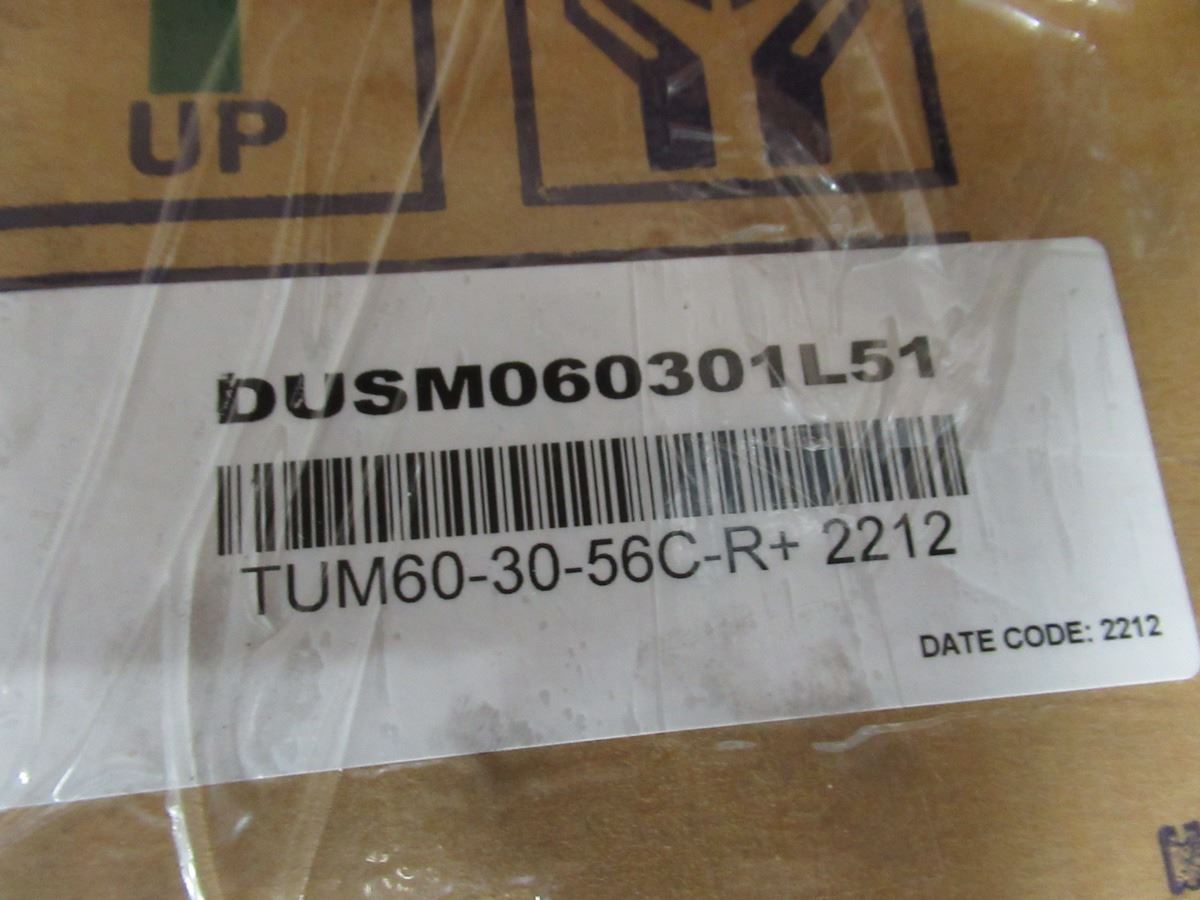 UP
DUSM060301L51
TUM60-30-56C-R+ 2212
DATE CODE: 2212